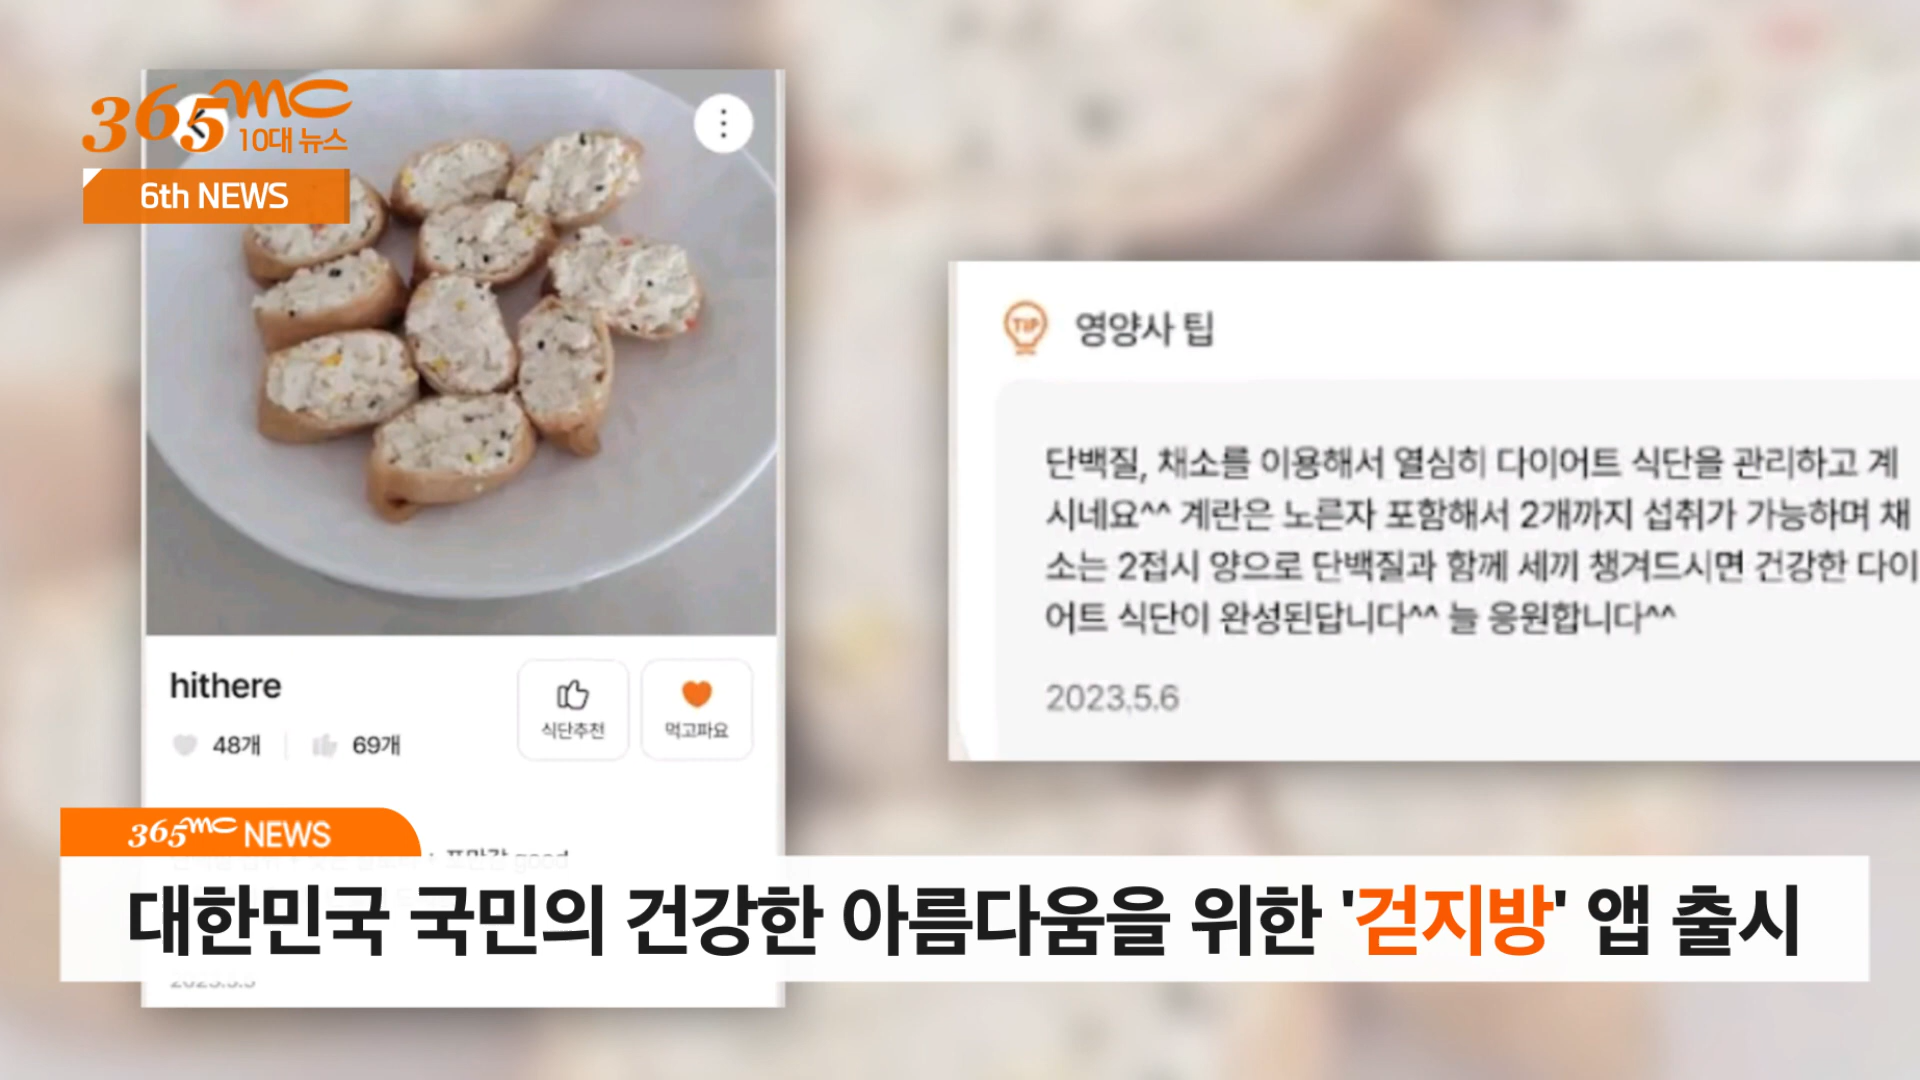 365mc
10대 뉴스
6th NEWS
TIP
영양사 팁
단백질, 채소를 이용해서 열심히 다이어트 식단을 관리하고 계
시네요^^ 계란은 노른자 포함해서 2개까지 섭취가 가능하며 채
소는 2접시 양으로 단백질과 함께 세끼 챙겨드시면 건강한 다이
어트 식단이 완성된답니다^^ 늘 응원합니다^^
2023.5.6
hithere
48개
69개
식단추천
먹고파요
365mc NEWS
포만감 good
대한민국 국민의 건강한 아름다움을 위한 '걷지방' 앱 출시